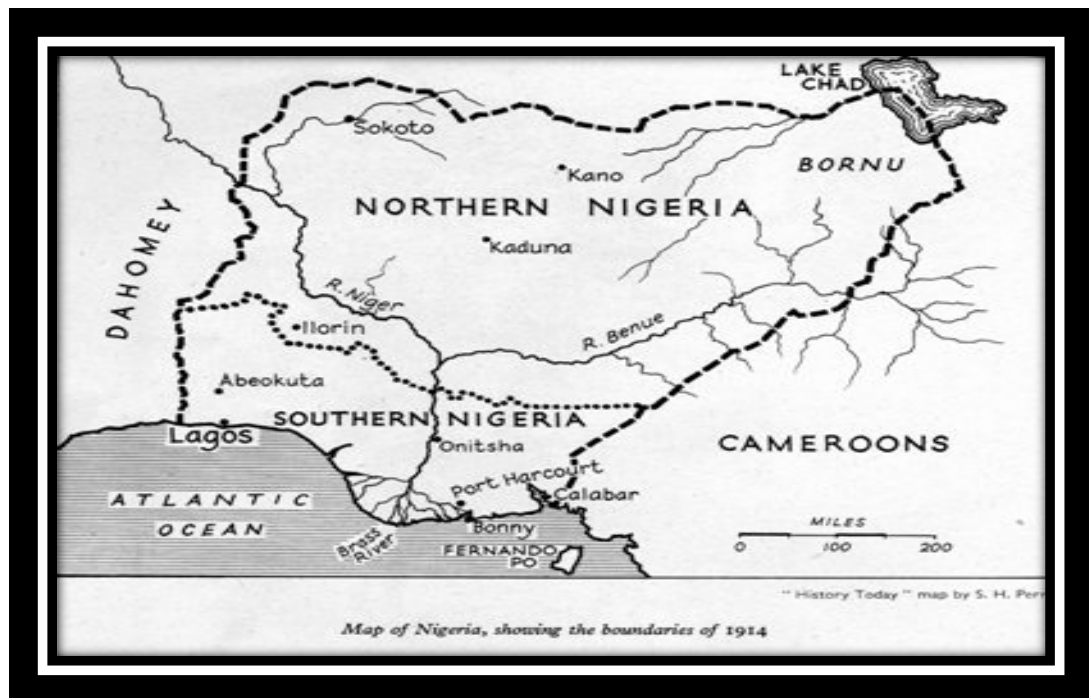 LAKE
CHAD
Sokoto
BORNU
Kano
NORTHERN NIGERIA
DAHOMEY
Kaduna
R. Niger
Ilorin
R. Benue
Abeokuta
SOUTHERN NIGERIA
Lagos
Onitsha
CAMEROONS
Port Harcourt
Calabar
ATLANTIC
OCEAN
Bonny
Brass
River
FERNANDO
PO
MILES
0 100 200
"History Today" map by S. H.
Map of Nigeria, showing the boundaries of 1914